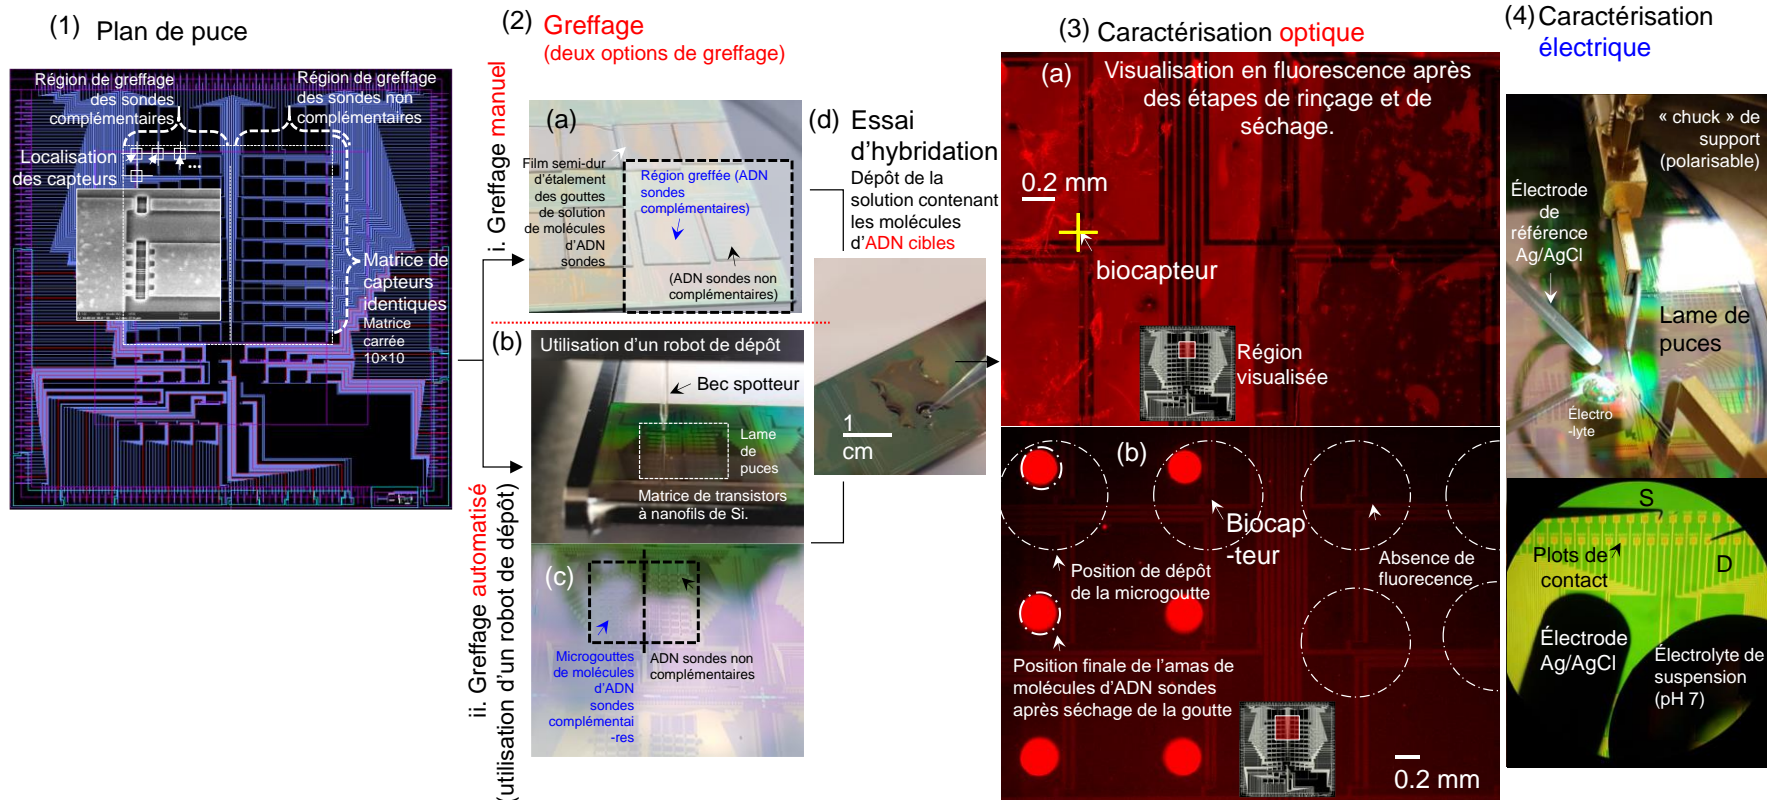 (1) Plan de puce
Région de greffage
des sondes
complémentaires
Région de greffage
des sondes non
complémentaires
Localisation
des capteurs
...
Matrice de
capteurs
identiques
Matrice
carrée
10×10
(2) Greffage
(deux options de greffage)
i. Greffage manuel
(a)
Film semi-dur
d'étalement
des gouttes
de solution
de molécules
d'ADN
sondes
Région greffée (ADN
sondes
complémentaires)
(ADN sondes non
complémentaires)
ii. Greffage automatisé
(utilisation d'un robot de dépôt)
(b) Utilisation d'un robot de dépôt
Bec spotteur
Lame
de
puces
Matrice de transistors
à nanofils de Si.
(c)
Microgouttes
de molécules
d'ADN
sondes
complémentai
-res
ADN sondes non
complémentaires
(d) Essai
d'hybridation
Dépôt de la
solution contenant
les molécules
d'ADN cibles
1
cm
(3) Caractérisation optique
(a) Visualisation en fluorescence après
des étapes de rinçage et de
séchage.
0.2 mm
biocapteur
Région
visualisée
(b)
Biocap
-teur
Absence de
fluorecence
Position de dépôt
de la microgoutte
Position finale de l'amas de
molécules d'ADN sondes
après séchage de la goutte
0.2 mm
(4) Caractérisation
électrique
« chuck » de
support
(polarisable)
Électrode
de
référence
Ag/AgCl
Lame de
puces
Électro
-lyte
S
Plots de
contact
D
Électrode
Ag/AgCl
Électrolyte de
suspension
(pH 7)